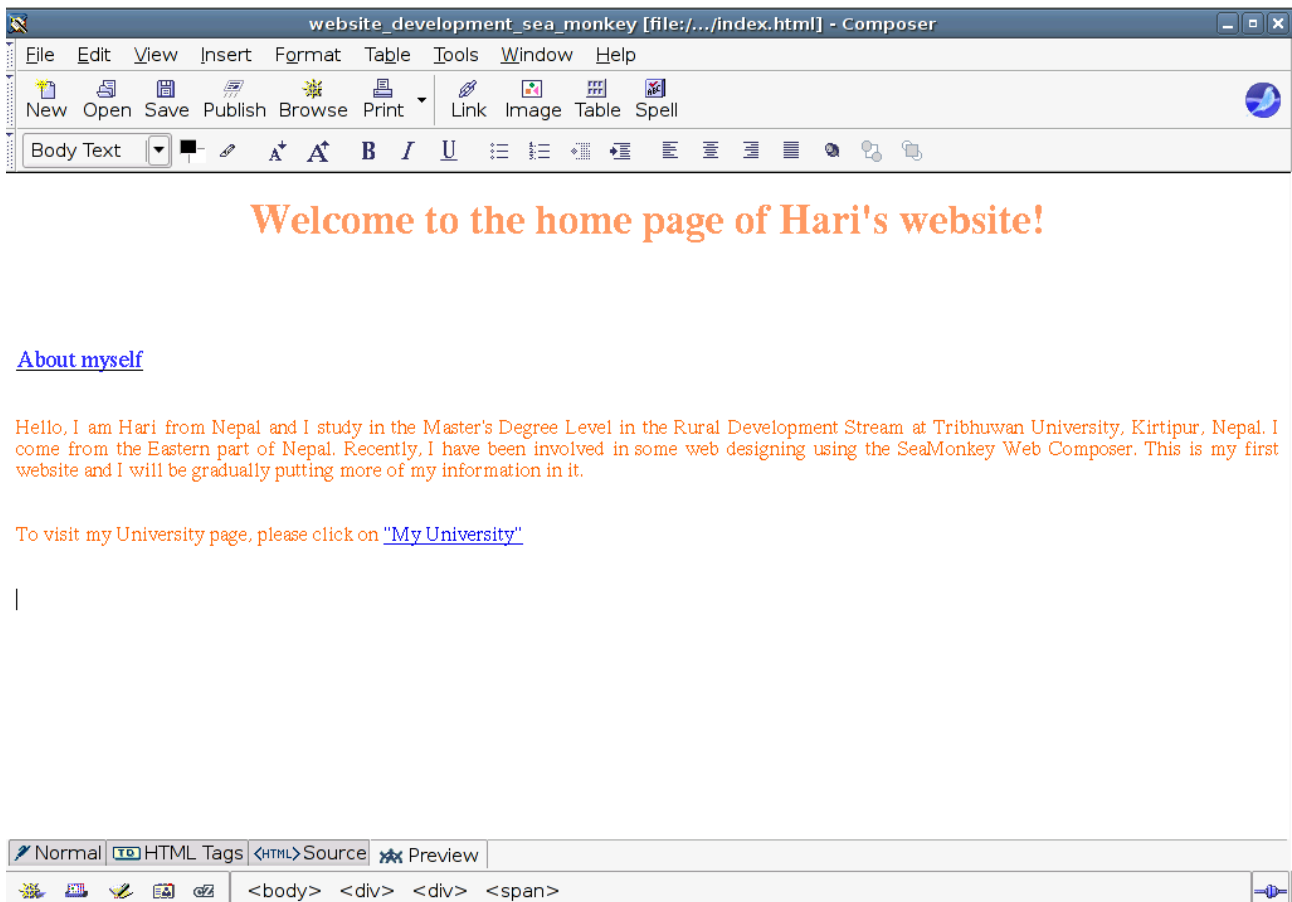 website_development_sea_monkey [file:/.../index.html] - Composer
File Edit View Insert Format Table Tools Window Help
New Open Save Publish Browse Print Link Image Table Spell
Body Text
Welcome to the home page of Hari's website!
About myself
Hello, I am Hari from Nepal and I study in the Master's Degree Level in the Rural Development Stream at Tribhuwan University, Kirtipur, Nepal. I
come from the Eastern part of Nepal. Recently, I have been involved in some web designing using the SeaMonkey Web Composer. This is my first
website and I will be gradually putting more of my information in it.
To visit my University page, please click on "My University"
Normal TD HTML Tags <HTML> Source Preview
cZ <body> <div> <div> <span>